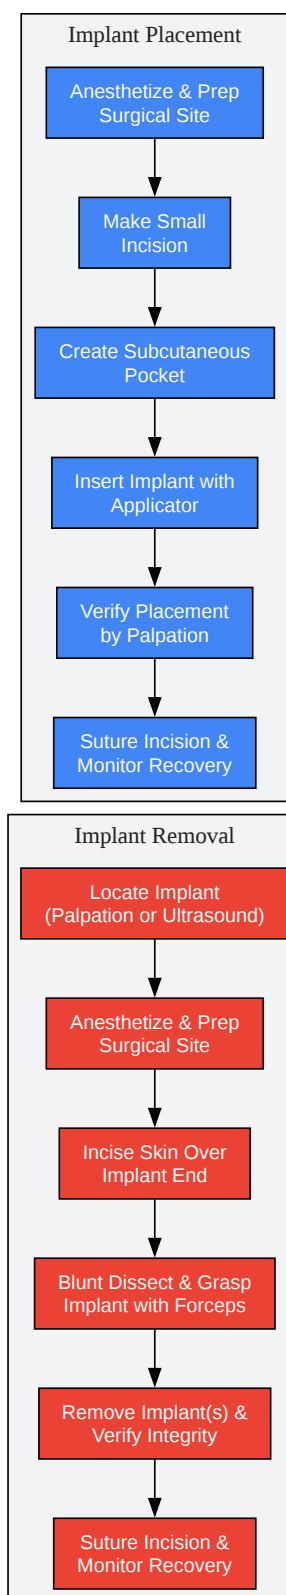 Implant Placement
Anesthetize & Prep
Surgical Site
Make Small
Incision
Create Subcutaneous
Pocket
Insert Implant with
Applicator
Verify Placement
by Palpation
Suture Incision &
Monitor Recovery
Implant Removal
Locate Implant
(Palpation or Ultrasound)
Anesthetize & Prep
Surgical Site
Incise Skin Over
Implant End
Blunt Dissect & Grasp
Implant with Forceps
Remove Implant(s) &
Verify Integrity
Suture Incision &
Monitor Recovery